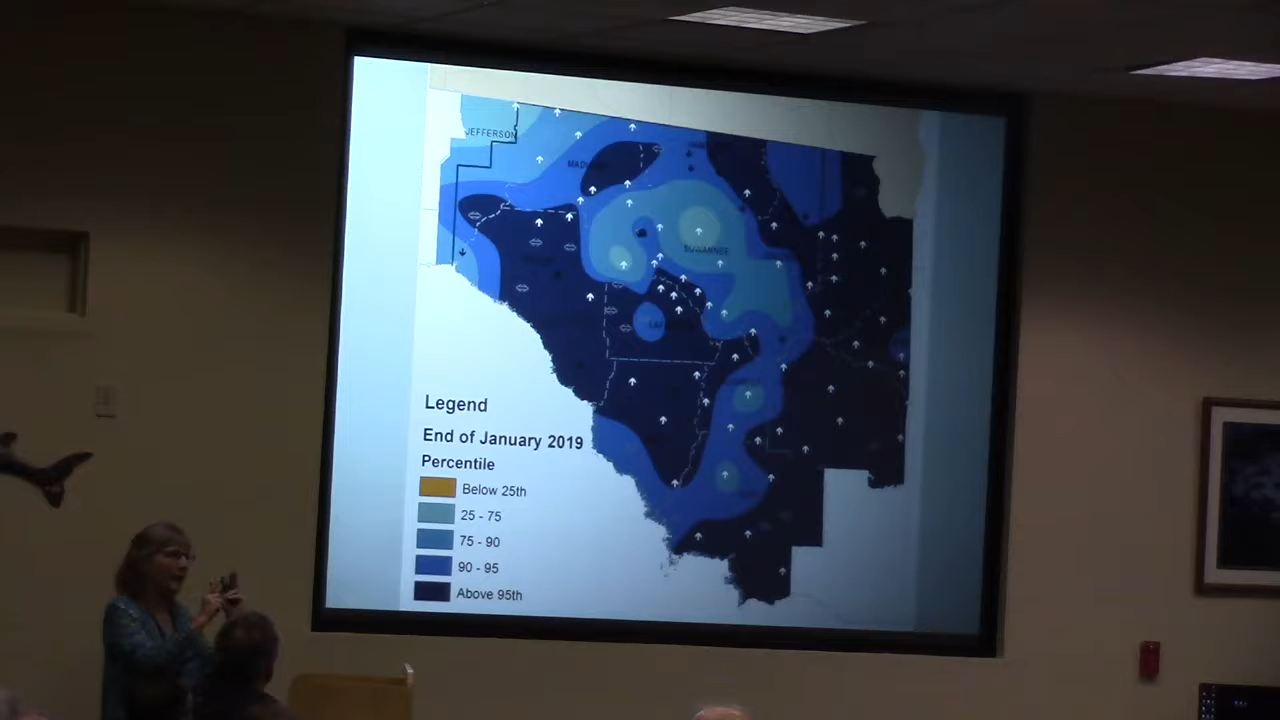 JEFFERSON
SUWANNEE
Legend
End of January 2019
Percentile
Below 25th
25 - 75
75 - 90
90 - 95
Above 95th